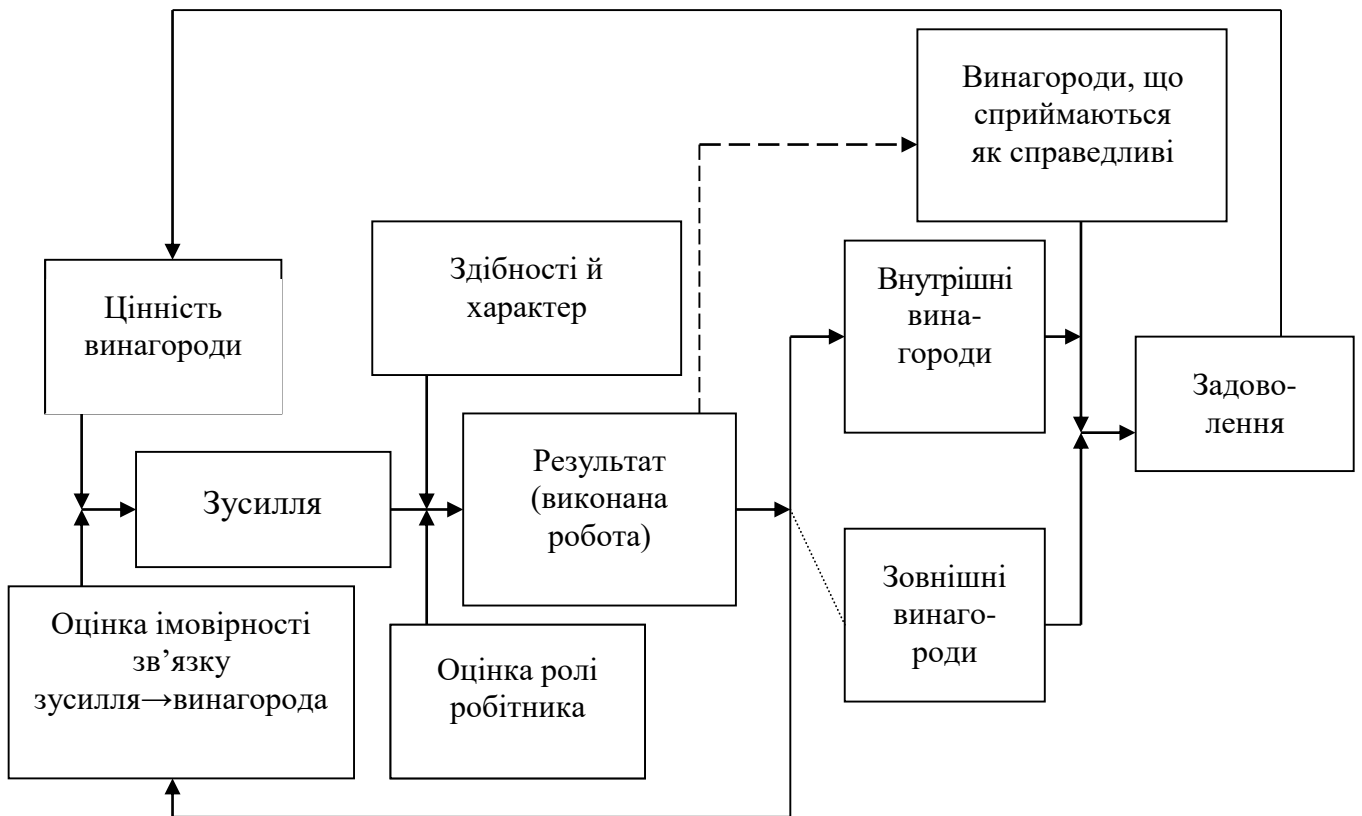 Винагороди, що
сприймаються
як справедливі
Здібності й
характер
Внутрішні
вина-
городи
Цінність
винагороди
Задово-
лення
Результат
(виконана
робота)
Зусилля
Зовнішні
винаго-
роди
Оцінка імовірності
зв’язку
зусилля→винагорода
Оцінка ролі
робітника